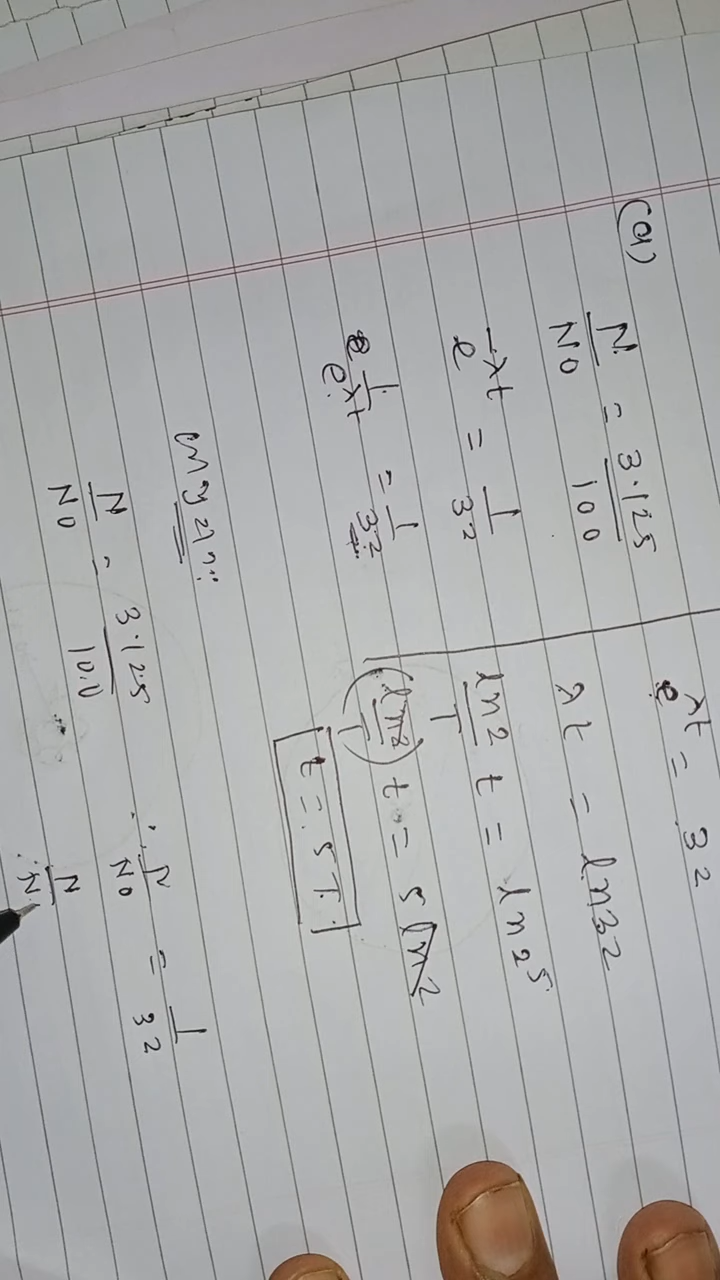 (a)
N/N0 = 3.125/100
e^-λt = 1/32
1/e^λt = 1/32
e^λt = 32
λt = ln32
ln2/T t = ln2^5
(ln2/T) t = 5 ln2
t = 5T
N/N0 = 3.125/100
∴ N/N0 = 1/32
∴ N/N